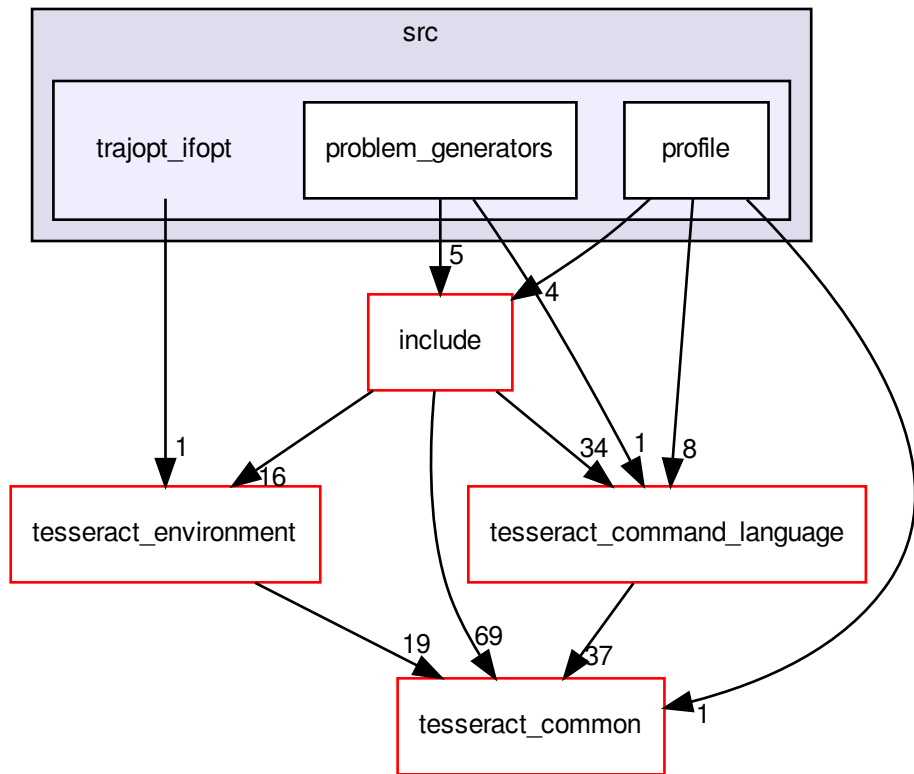 src
trajopt_ifopt
problem_generators
profile
5
4
include
1
16
34
1
8
tesseract_environment
tesseract_command_language
19
69
37
1
tesseract_common